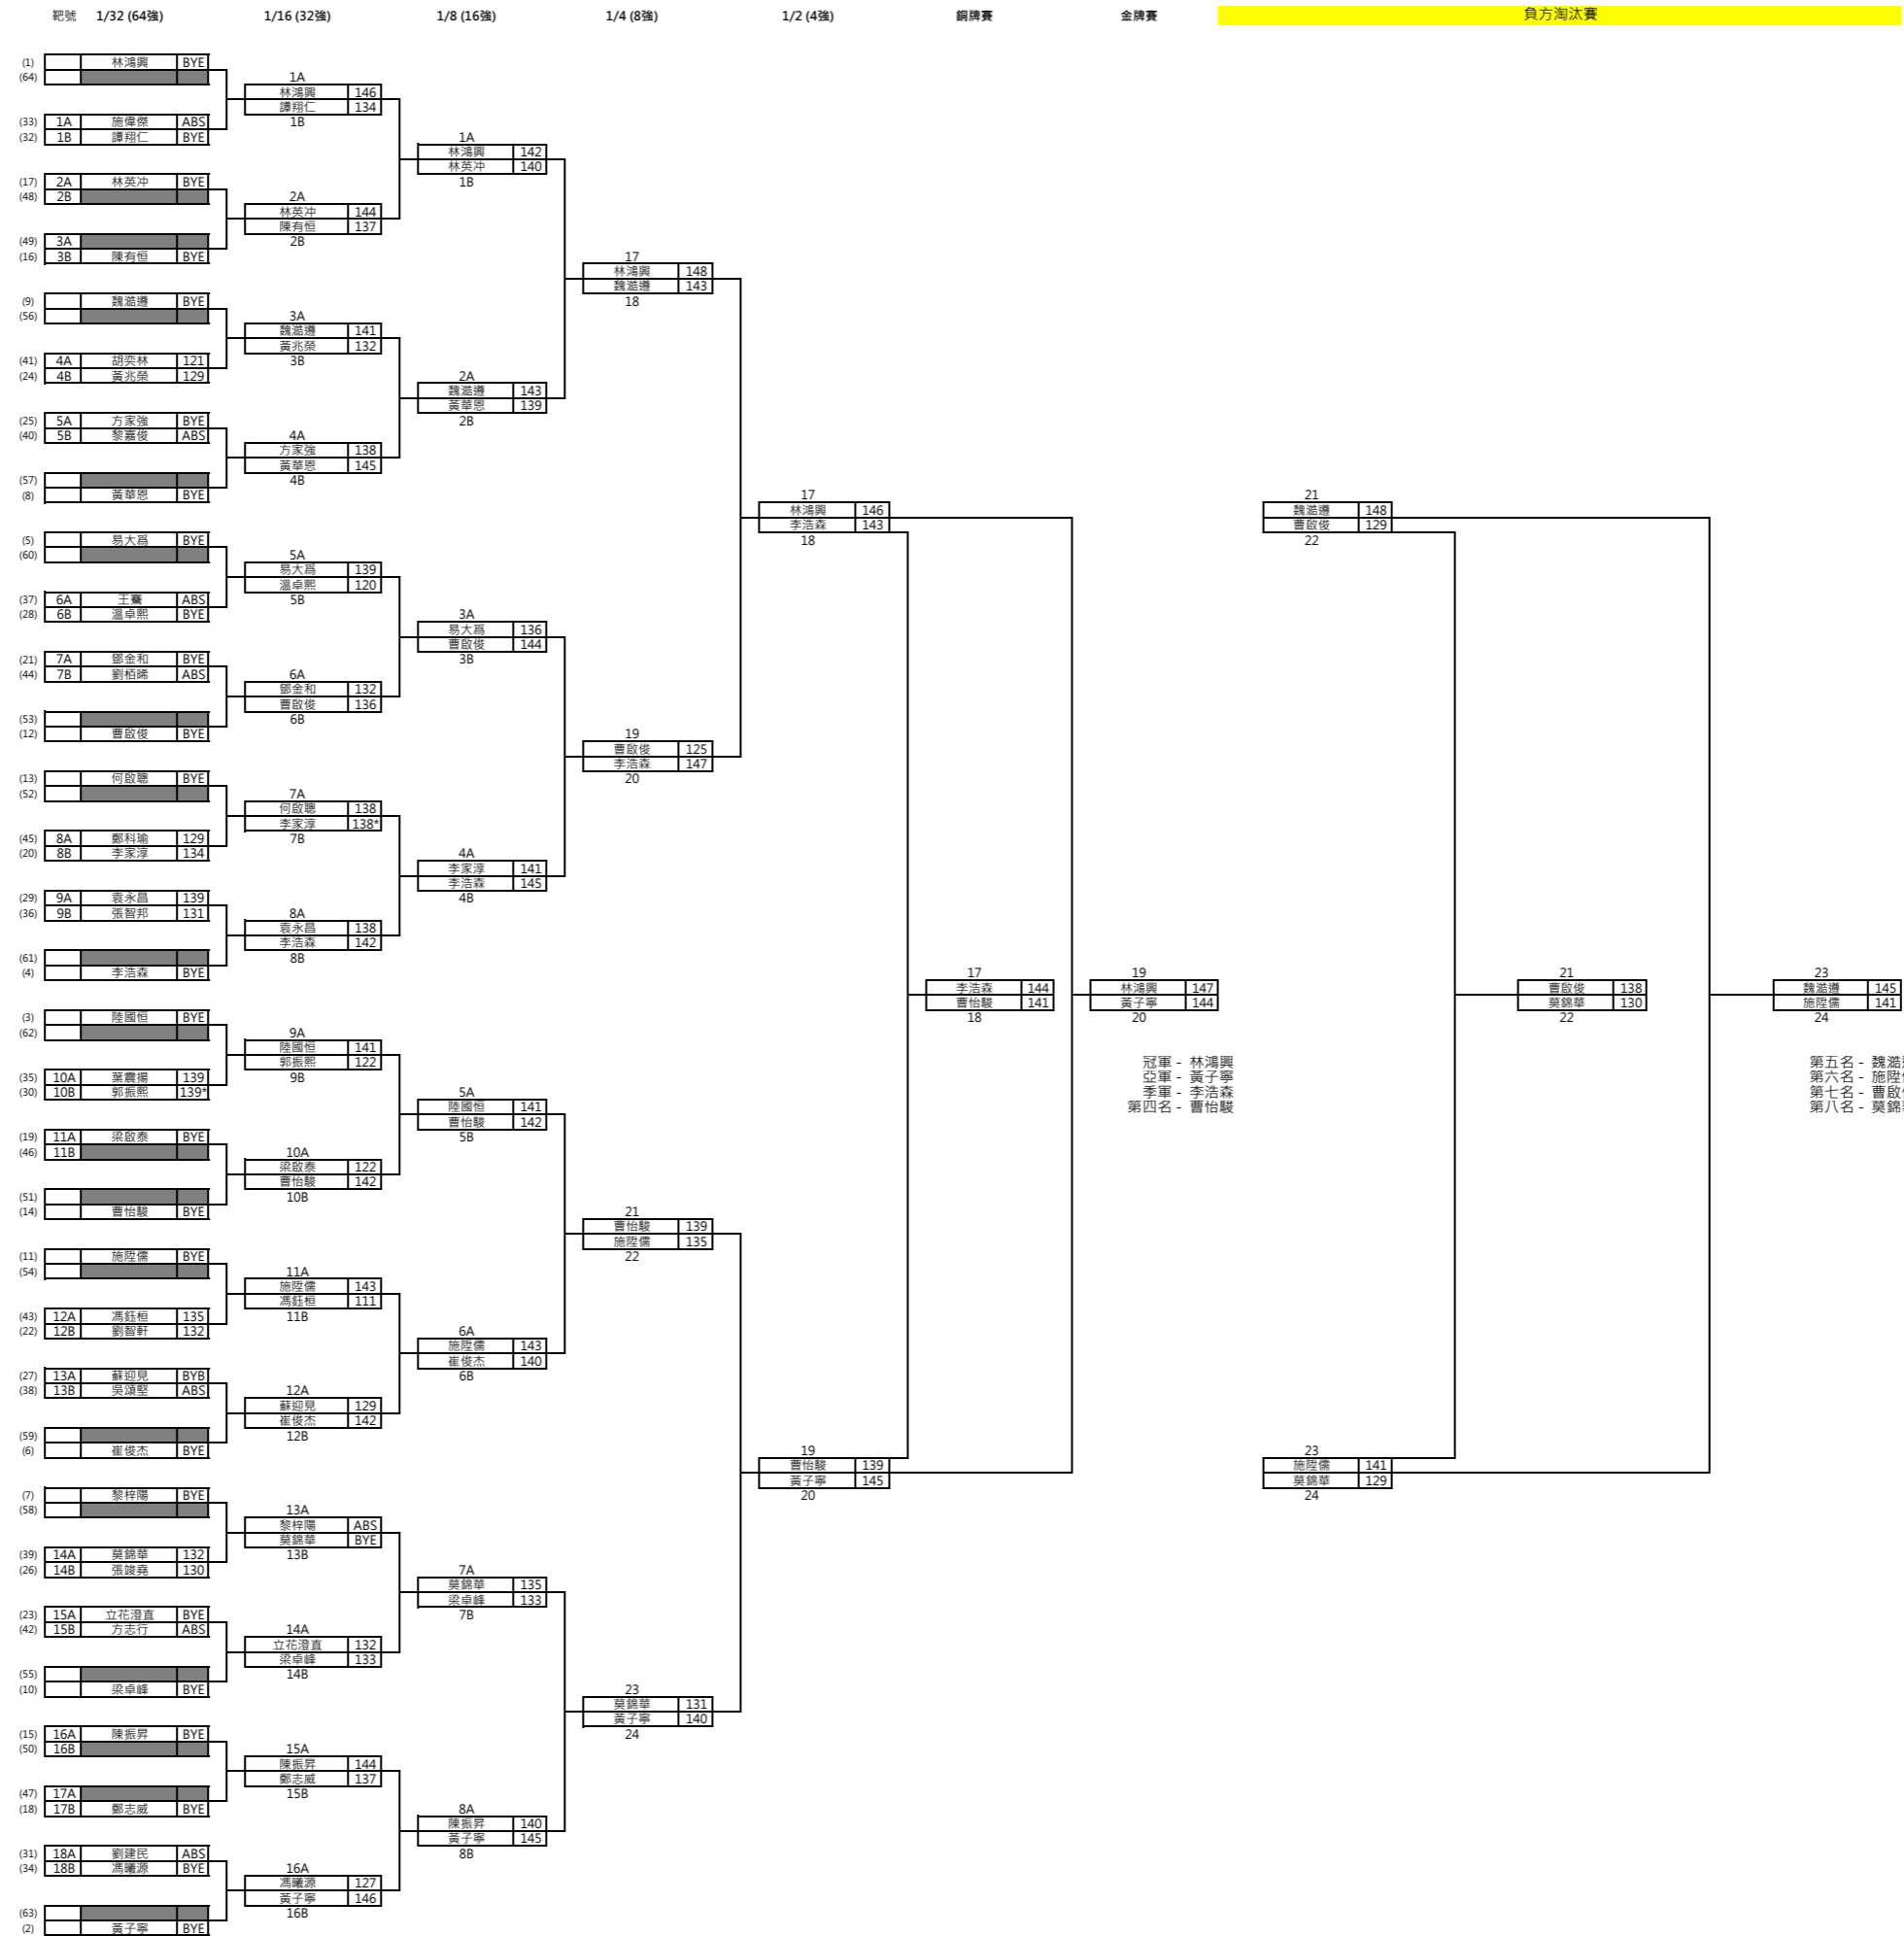 靶號 1/32 (64強) 1/16 (32強) 1/8 (16強) 1/4 (8強) 1/2 (4強) 銅牌賽 金牌賽 負方淘汰賽
(1) 林鴻興 BYE
(64)
1A
林鴻興 146
譚翔仁 134
1B
(33) 1A 施偉傑 ABS
(32) 1B 譚翔仁 BYE
1A
林鴻興 142
林英冲 140
1B
(17) 2A 林英冲 BYE
(48) 2B
2A
林英冲 144
陳有恒 137
2B
(49) 3A
(16) 3B 陳有恒 BYE
17
林鴻興 148
魏澔遵 143
18
(9) 魏澔遵 BYE
(56)
3A
魏澔遵 141
黃兆榮 132
3B
(41) 4A 胡奕林 121
(24) 4B 黃兆榮 129
2A
魏澔遵 143
黃華恩 139
2B
(25) 5A 方家強 BYE
(40) 5B 黎嘉俊 ABS
4A
方家強 138
黃華恩 145
4B
(57)
(8) 黃華恩 BYE
17
林鴻興 146
李浩森 143
18
21
魏澔遵 148
曹啟俊 129
22
(5) 易大爲 BYE
(60)
5A
易大爲 139
溫卓熙 120
5B
(37) 6A 王騫 ABS
(28) 6B 溫卓熙 BYE
3A
易大爲 136
曹啟俊 144
3B
(21) 7A 鄧金和 BYE
(44) 7B 劉栢晞 ABS
6A
鄧金和 132
曹啟俊 136
6B
(53)
(12) 曹啟俊 BYE
19
曹啟俊 125
李浩森 147
20
(13) 何啟聰 BYE
(52)
7A
何啟聰 138
李家淳 138*
7B
(45) 8A 鄭科瑜 129
(20) 8B 李家淳 134
4A
李家淳 141
李浩森 145
4B
(29) 9A 袁永昌 139
(36) 9B 張智邦 131
8A
袁永昌 138
李浩森 142
8B
(61)
(4) 李浩森 BYE
17
李浩森 144
曹怡駿 141
18
19
林鴻興 147
黃子寧 144
20
21
曹啟俊 138
莫錦華 130
22
23
魏澔遵 145
施陞儒 141
24
(3) 陸國恒 BYE
(62)
9A
陸國恒 141
郭振熙 122
9B
冠軍 - 林鴻興
亞軍 - 黃子寧
季軍 - 李浩森
第四名 - 曹怡駿
第五名 - 魏澔
第六名 - 施陞
第七名 - 曹啟
第八名 - 莫錦
(35) 10A 葉震揚 139
(30) 10B 郭振熙 139*
5A
陸國恒 141
曹怡駿 142
5B
(19) 11A 梁啟泰 BYE
(46) 11B
10A
梁啟泰 122
曹怡駿 142
10B
(51)
(14) 曹怡駿 BYE
21
曹怡駿 139
施陞儒 135
22
(11) 施陞儒 BYE
(54)
11A
施陞儒 143
馮鈺桓 111
11B
(43) 12A 馮鈺桓 135
(22) 12B 劉智軒 132
6A
施陞儒 143
崔俊杰 140
6B
(27) 13A 蘇迎見 BYB
(38) 13B 吳頌堅 ABS
12A
蘇迎見 129
崔俊杰 142
12B
(59)
(6) 崔俊杰 BYE
19
曹怡駿 139
黃子寧 145
20
23
施陞儒 141
莫錦華 129
24
(7) 黎梓陽 BYE
(58)
13A
黎梓陽 ABS
莫錦華 BYE
13B
(39) 14A 莫錦華 132
(26) 14B 張竣堯 130
7A
莫錦華 135
梁卓峰 133
7B
(23) 15A 立花澄直 BYE
(42) 15B 方志行 ABS
14A
立花澄直 132
梁卓峰 133
14B
(55)
(10) 梁卓峰 BYE
23
莫錦華 131
黃子寧 140
24
(15) 16A 陳振昇 BYE
(50) 16B
15A
陳振昇 144
鄭志威 137
15B
(47) 17A
(18) 17B 鄭志威 BYE
8A
陳振昇 140
黃子寧 145
8B
(31) 18A 劉建民 ABS
(34) 18B 馮曦源 BYE
16A
馮曦源 127
黃子寧 146
16B
(63)
(2) 黃子寧 BYE